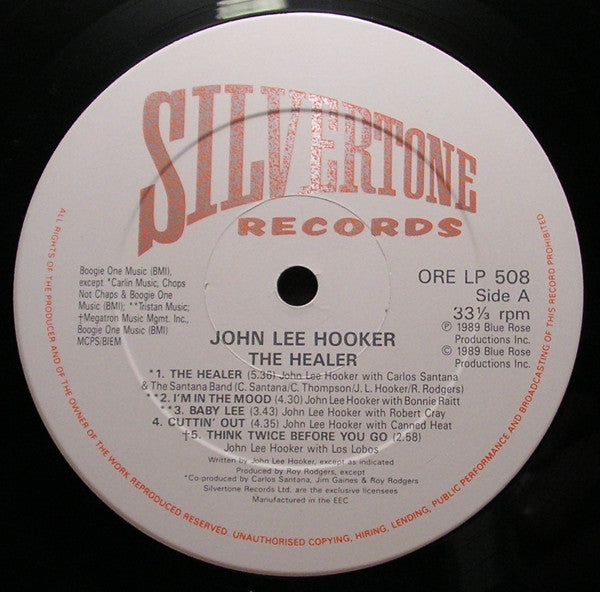 SILVERTONE
RECORDS
Boogie One Music (BMI),
except *Carlin Music, Chops
Not Chaps & Boogie One
Music (BMI); **Tristan Music;
†Megatron Music Mgmt. Inc.,
Boogie One Music (BMI)
MCPS/BIEM
ORE LP 508
Side A
33⅓ rpm
℗ 1989 Blue Rose
Productions Inc.
© 1989 Blue Rose
Productions Inc.
JOHN LEE HOOKER
THE HEALER
*1. THE HEALER (5.36) John Lee Hooker with Carlos Santana
& The Santana Band (C. Santana/C. Thompson/J. L. Hooker/R. Rodgers)
**2. I'M IN THE MOOD (4.30) John Lee Hooker with Bonnie Raitt
**3. BABY LEE (3.43) John Lee Hooker with Robert Cray
4. CUTTIN' OUT (4.35) John Lee Hooker with Canned Heat
†5. THINK TWICE BEFORE YOU GO (2.58)
John Lee Hooker with Los Lobos
Written by John Lee Hooker, except as indicated
Produced by Roy Rodgers, except
*Co-produced by Carlos Santana, Jim Gaines & Roy Rodgers
Silvertone Records Ltd. are the exclusive licensees
Manufactured in the EEC
ALL RIGHTS OF THE PRODUCER AND OF THE OWNER OF THE WORK REPRODUCED RESERVED. UNAUTHORISED COPYING, HIRING, LENDING, PUBLIC PERFORMANCE AND BROADCASTING OF THIS RECORD PROHIBITED